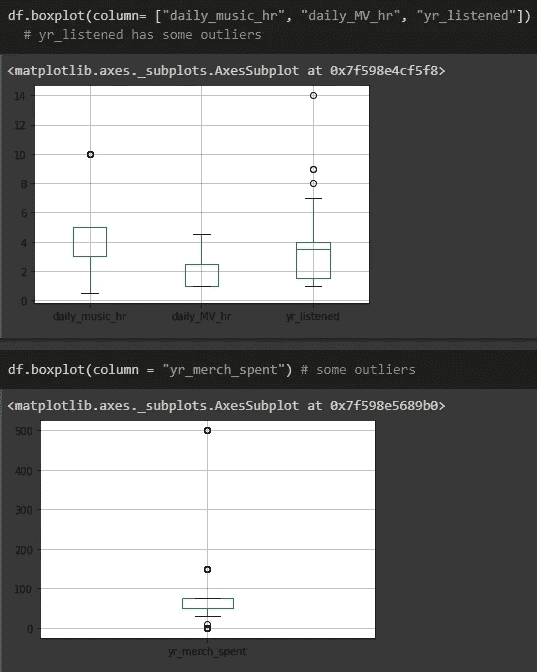 df.boxplot(column= ["daily_music_hr", "daily_MV_hr", "yr_listened"])
# yr_listened has some outliers
<matplotlib.axes._subplots.AxesSubplot at 0x7f598e4cf5f8>
14
12
10
8
6
4
2
0
daily_music_hr daily_MV_hr yr_listened
df.boxplot(column = "yr_merch_spent") # some outliers
<matplotlib.axes._subplots.AxesSubplot at 0x7f598e5689b0>
500
400
300
200
100
0
yr_merch_spent